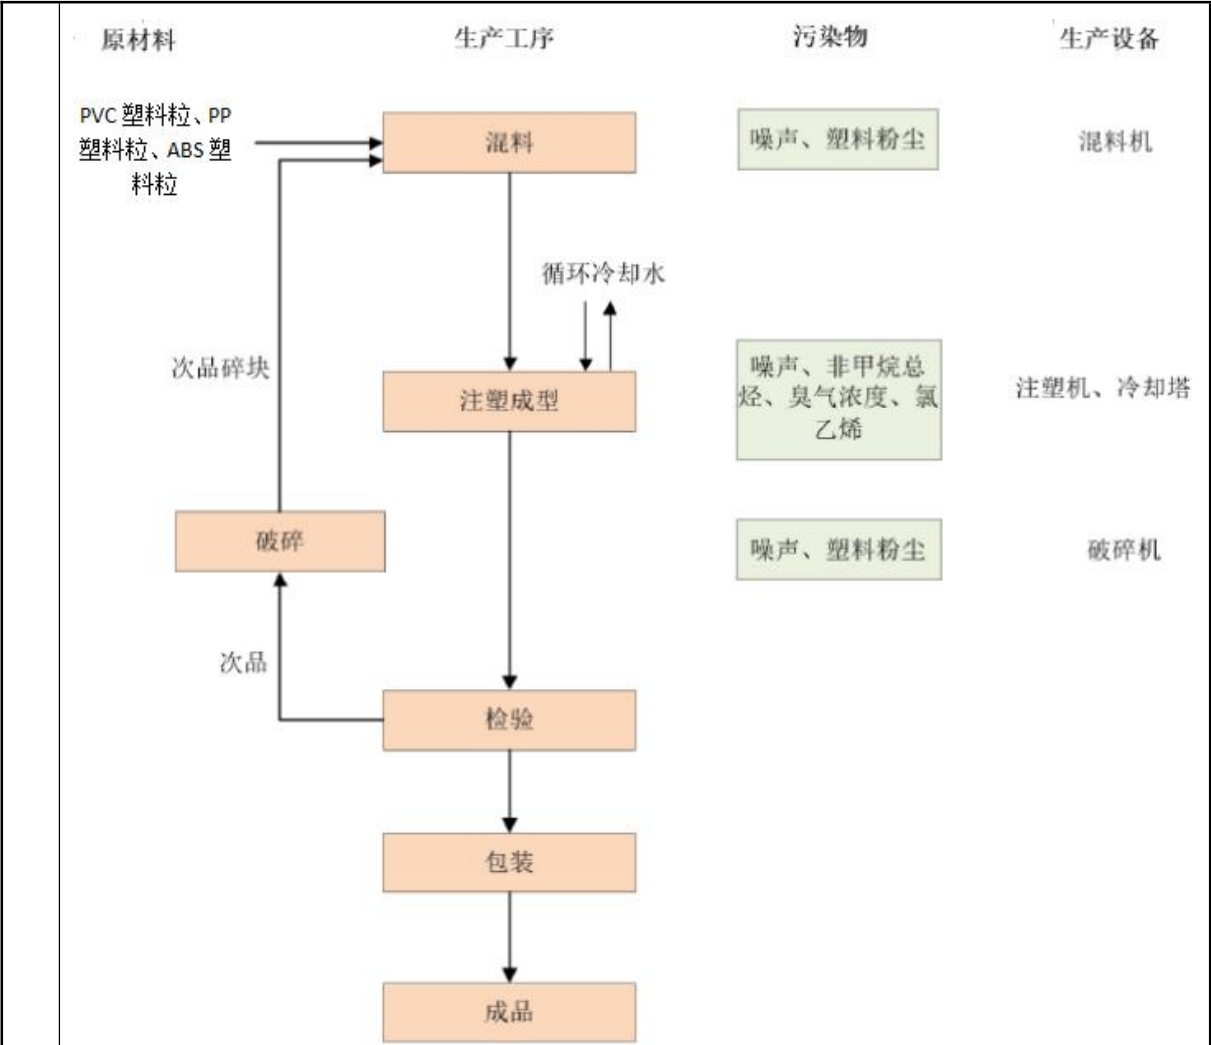 原材料
生产工序
污染物
生产设备
PVC 塑料粒、PP
塑料粒、ABS 塑
料粒
混料
噪声、塑料粉尘
混料机
循环冷却水
次品碎块
注塑成型
噪声、非甲烷总
烃、臭气浓度、氯
乙烯
注塑机、冷却塔
破碎
噪声、塑料粉尘
破碎机
次品
检验
包装
成品